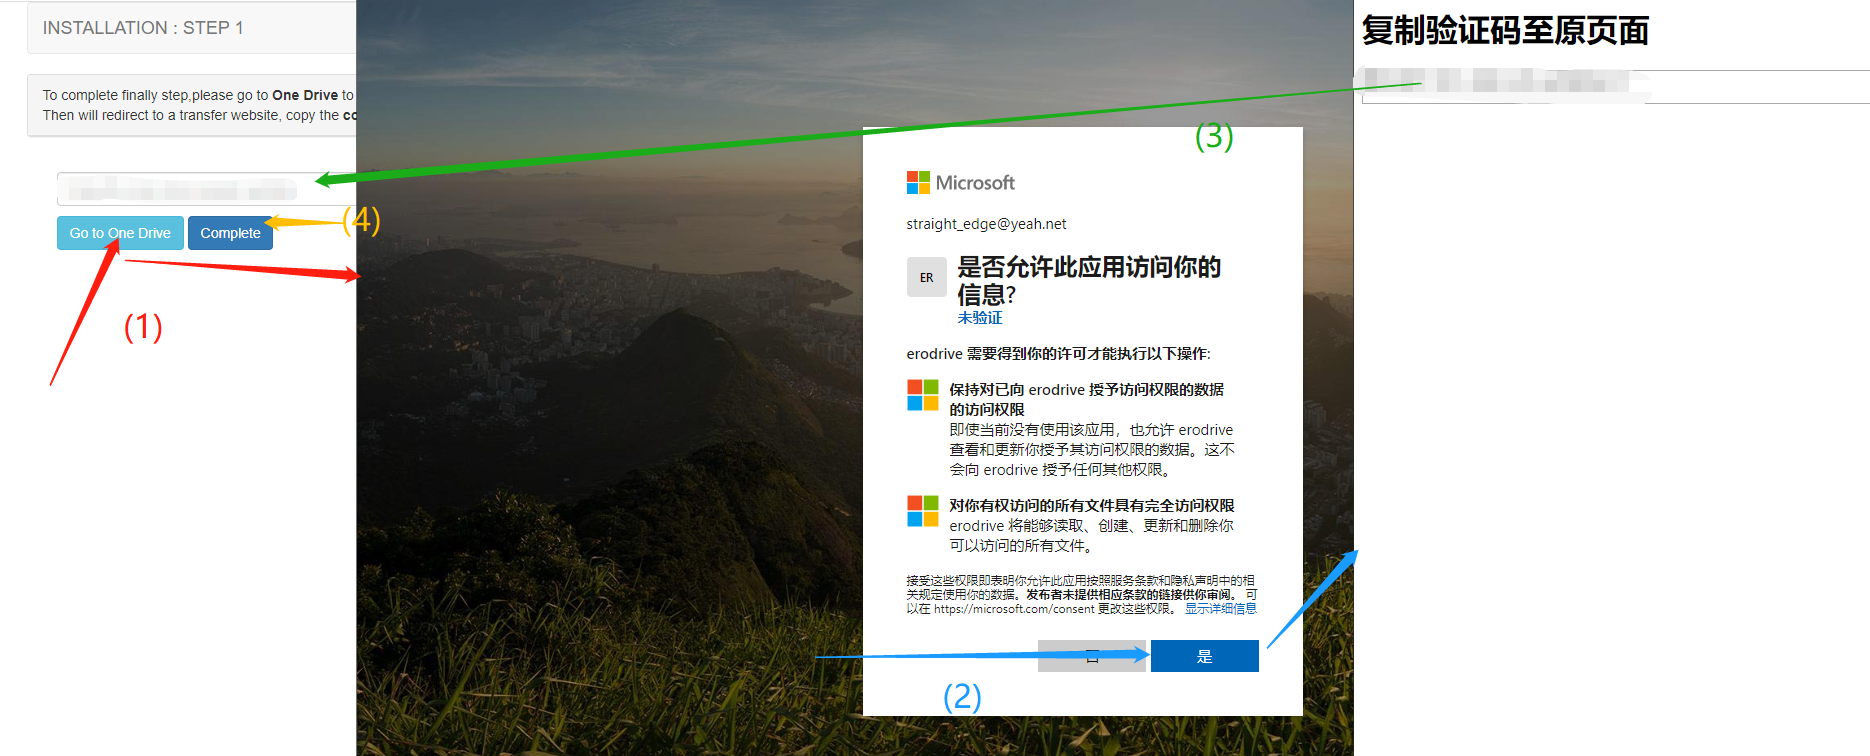 INSTALLATION : STEP 1
To complete finally step,please go to One Drive to
Then will redirect to a transfer website, copy the
Go to One Drive
Complete
(4)
(1)
Microsoft
straight_edge@yeah.net
ER
是否允许此应用访问你的
信息?
未验证
erodrive 需要得到你的许可才能执行以下操作:
保持对已向 erodrive 授予访问权限的数据
的访问权限
即使当前没有使用该应用，也允许 erodrive
查看和更新你授予其访问权限的数据。这不
会向 erodrive 授予任何其他权限。
对你有权访问的所有文件具有完全访问权限
erodrive 将能够读取、创建、更新和删除你
可以访问的所有文件。
接受这些权限即表明你允许此应用按照服务条款和隐私声明中的相
关规定使用你的数据。发布者未提供相应条款的链接供你审阅。 可
以在 https://microsoft.com/consent 更改这些权限。 显示详细信息
否
是
(2)
(3)
复制验证码至原页面